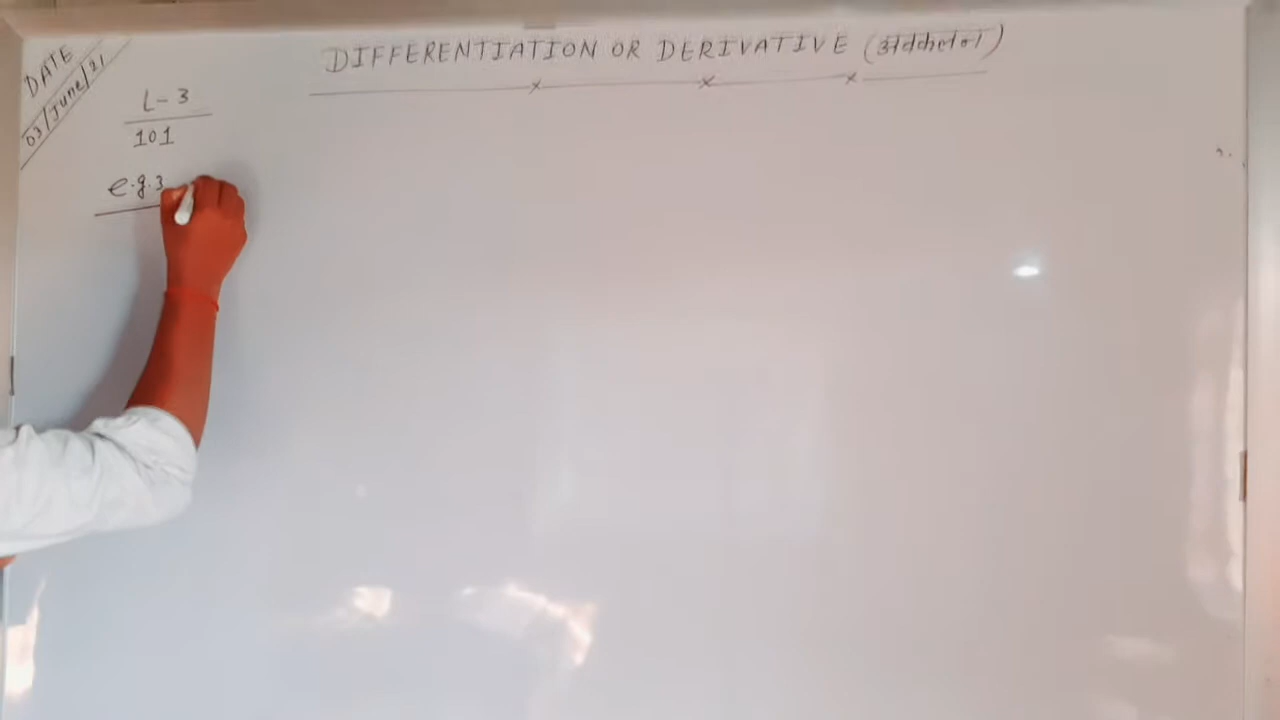 DIFFERENTIATION OR DERIVATIVE (अवकलन)
DATE
03/June/21
L-3
101
e.g.3